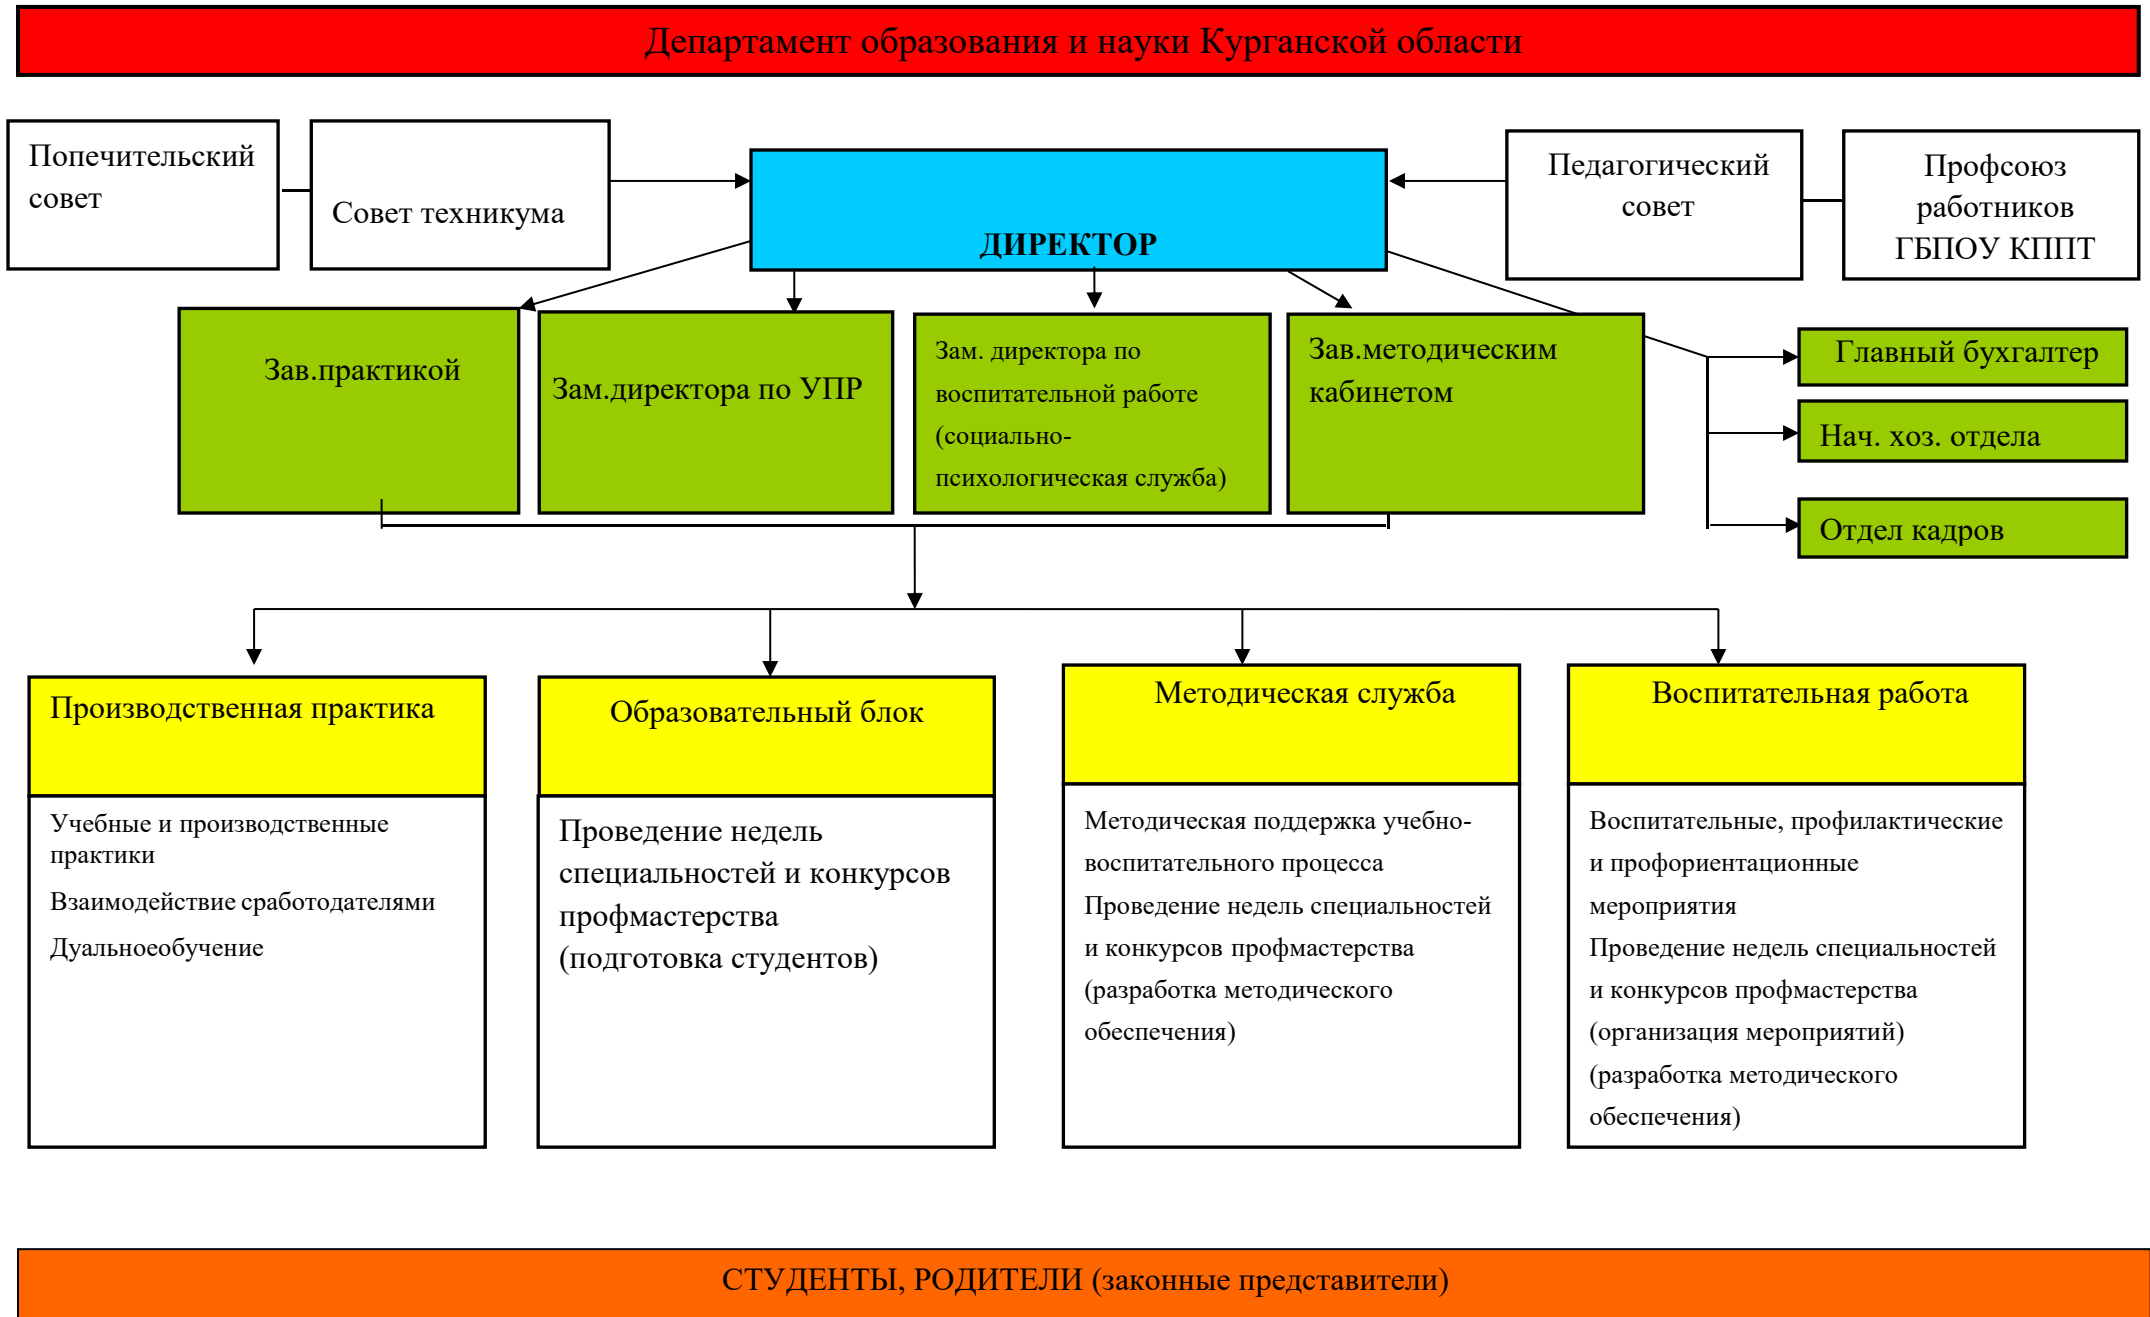 Департамент образования и науки Курганской области
Попечительский
совет
Совет техникума
ДИРЕКТОР
Педагогический
совет
Профсоюз
работников
ГБПОУ КППТ
Зав.практикой
Зам.директора по УПР
Зам. директора по
воспитательной работе
(социально-
психологическая служба)
Зав.методическим
кабинетом
Главный бухгалтер
Нач. хоз. отдела
Отдел кадров
Производственная практика
Учебные и производственные
практики
Взаимодействие сработодателями
Дуальноеобучение
Образовательный блок
Проведение недель
специальностей и конкурсов
профмастерства
(подготовка студентов)
Методическая служба
Методическая поддержка учебно-
воспитательного процесса
Проведение недель специальностей
и конкурсов профмастерства
(разработка методического
обеспечения)
Воспитательная работа
Воспитательные, профилактические
и профориентационные
мероприятия
Проведение недель специальностей
и конкурсов профмастерства
(организация мероприятий)
(разработка методического
обеспечения)
СТУДЕНТЫ, РОДИТЕЛИ (законные представители)